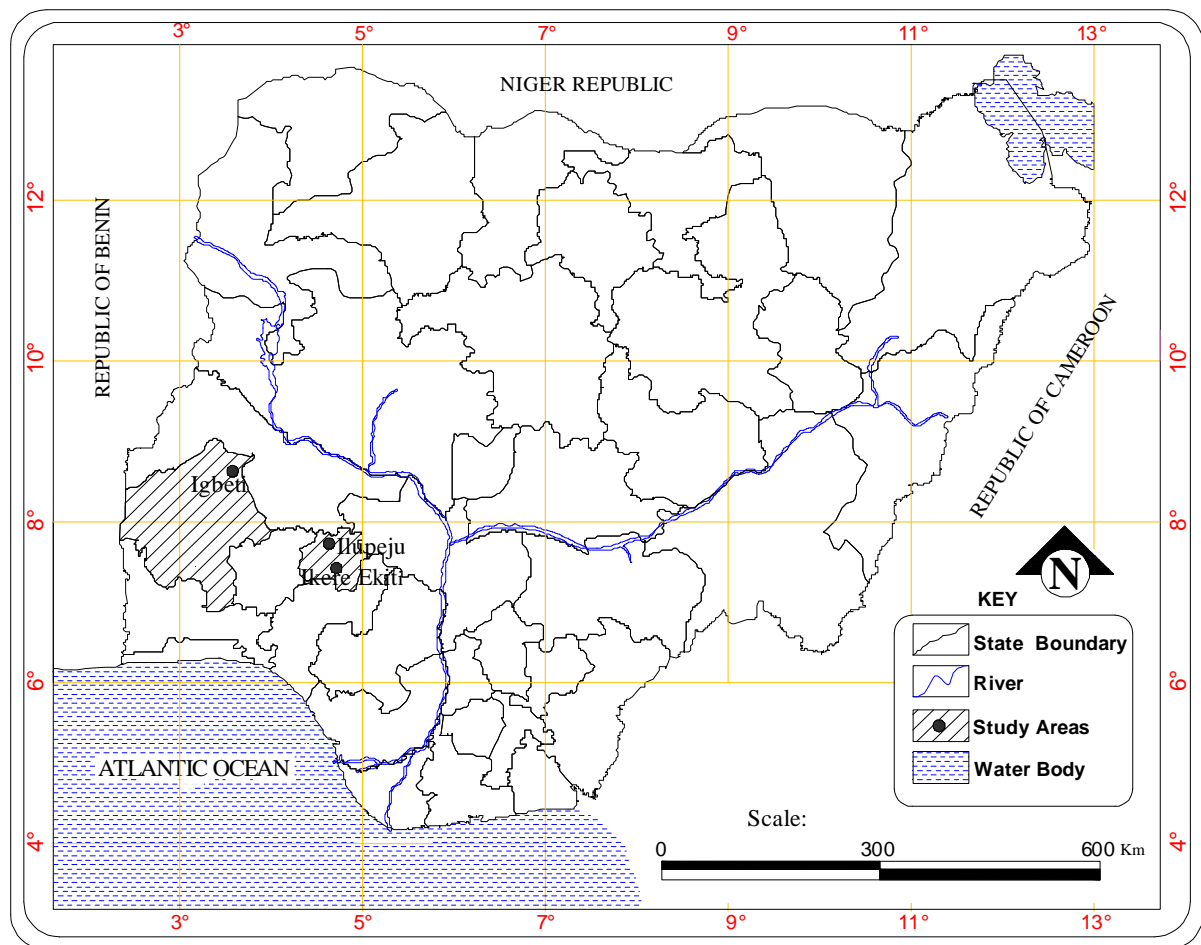 3° 5° 7° 9° 11° 13°
NIGER REPUBLIC
12° 12°
REPUBLIC OF BENIN
10° 10°
REPUBLIC OF CAMEROON
Igbeti
8° 8°
Ilupeju
Ikere Ekiti
N
KEY
State Boundary
6° 6°
River
Study Areas
ATLANTIC OCEAN
Water Body
Scale:
4° 4°
0 300 600 Km
3° 5° 7° 9° 11° 13°